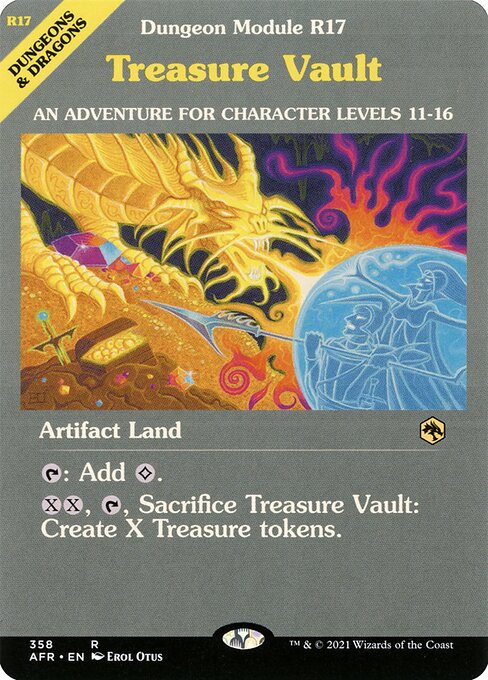 R17
DUNGEONS
& DRAGONS
Dungeon Module R17
Treasure Vault
AN ADVENTURE FOR CHARACTER LEVELS 11-16
Artifact Land
: Add .
XX, , Sacrifice Treasure Vault:
Create X Treasure tokens.
358 R
AFR • EN Erol Otus
™ & © 2021 Wizards of the Coast